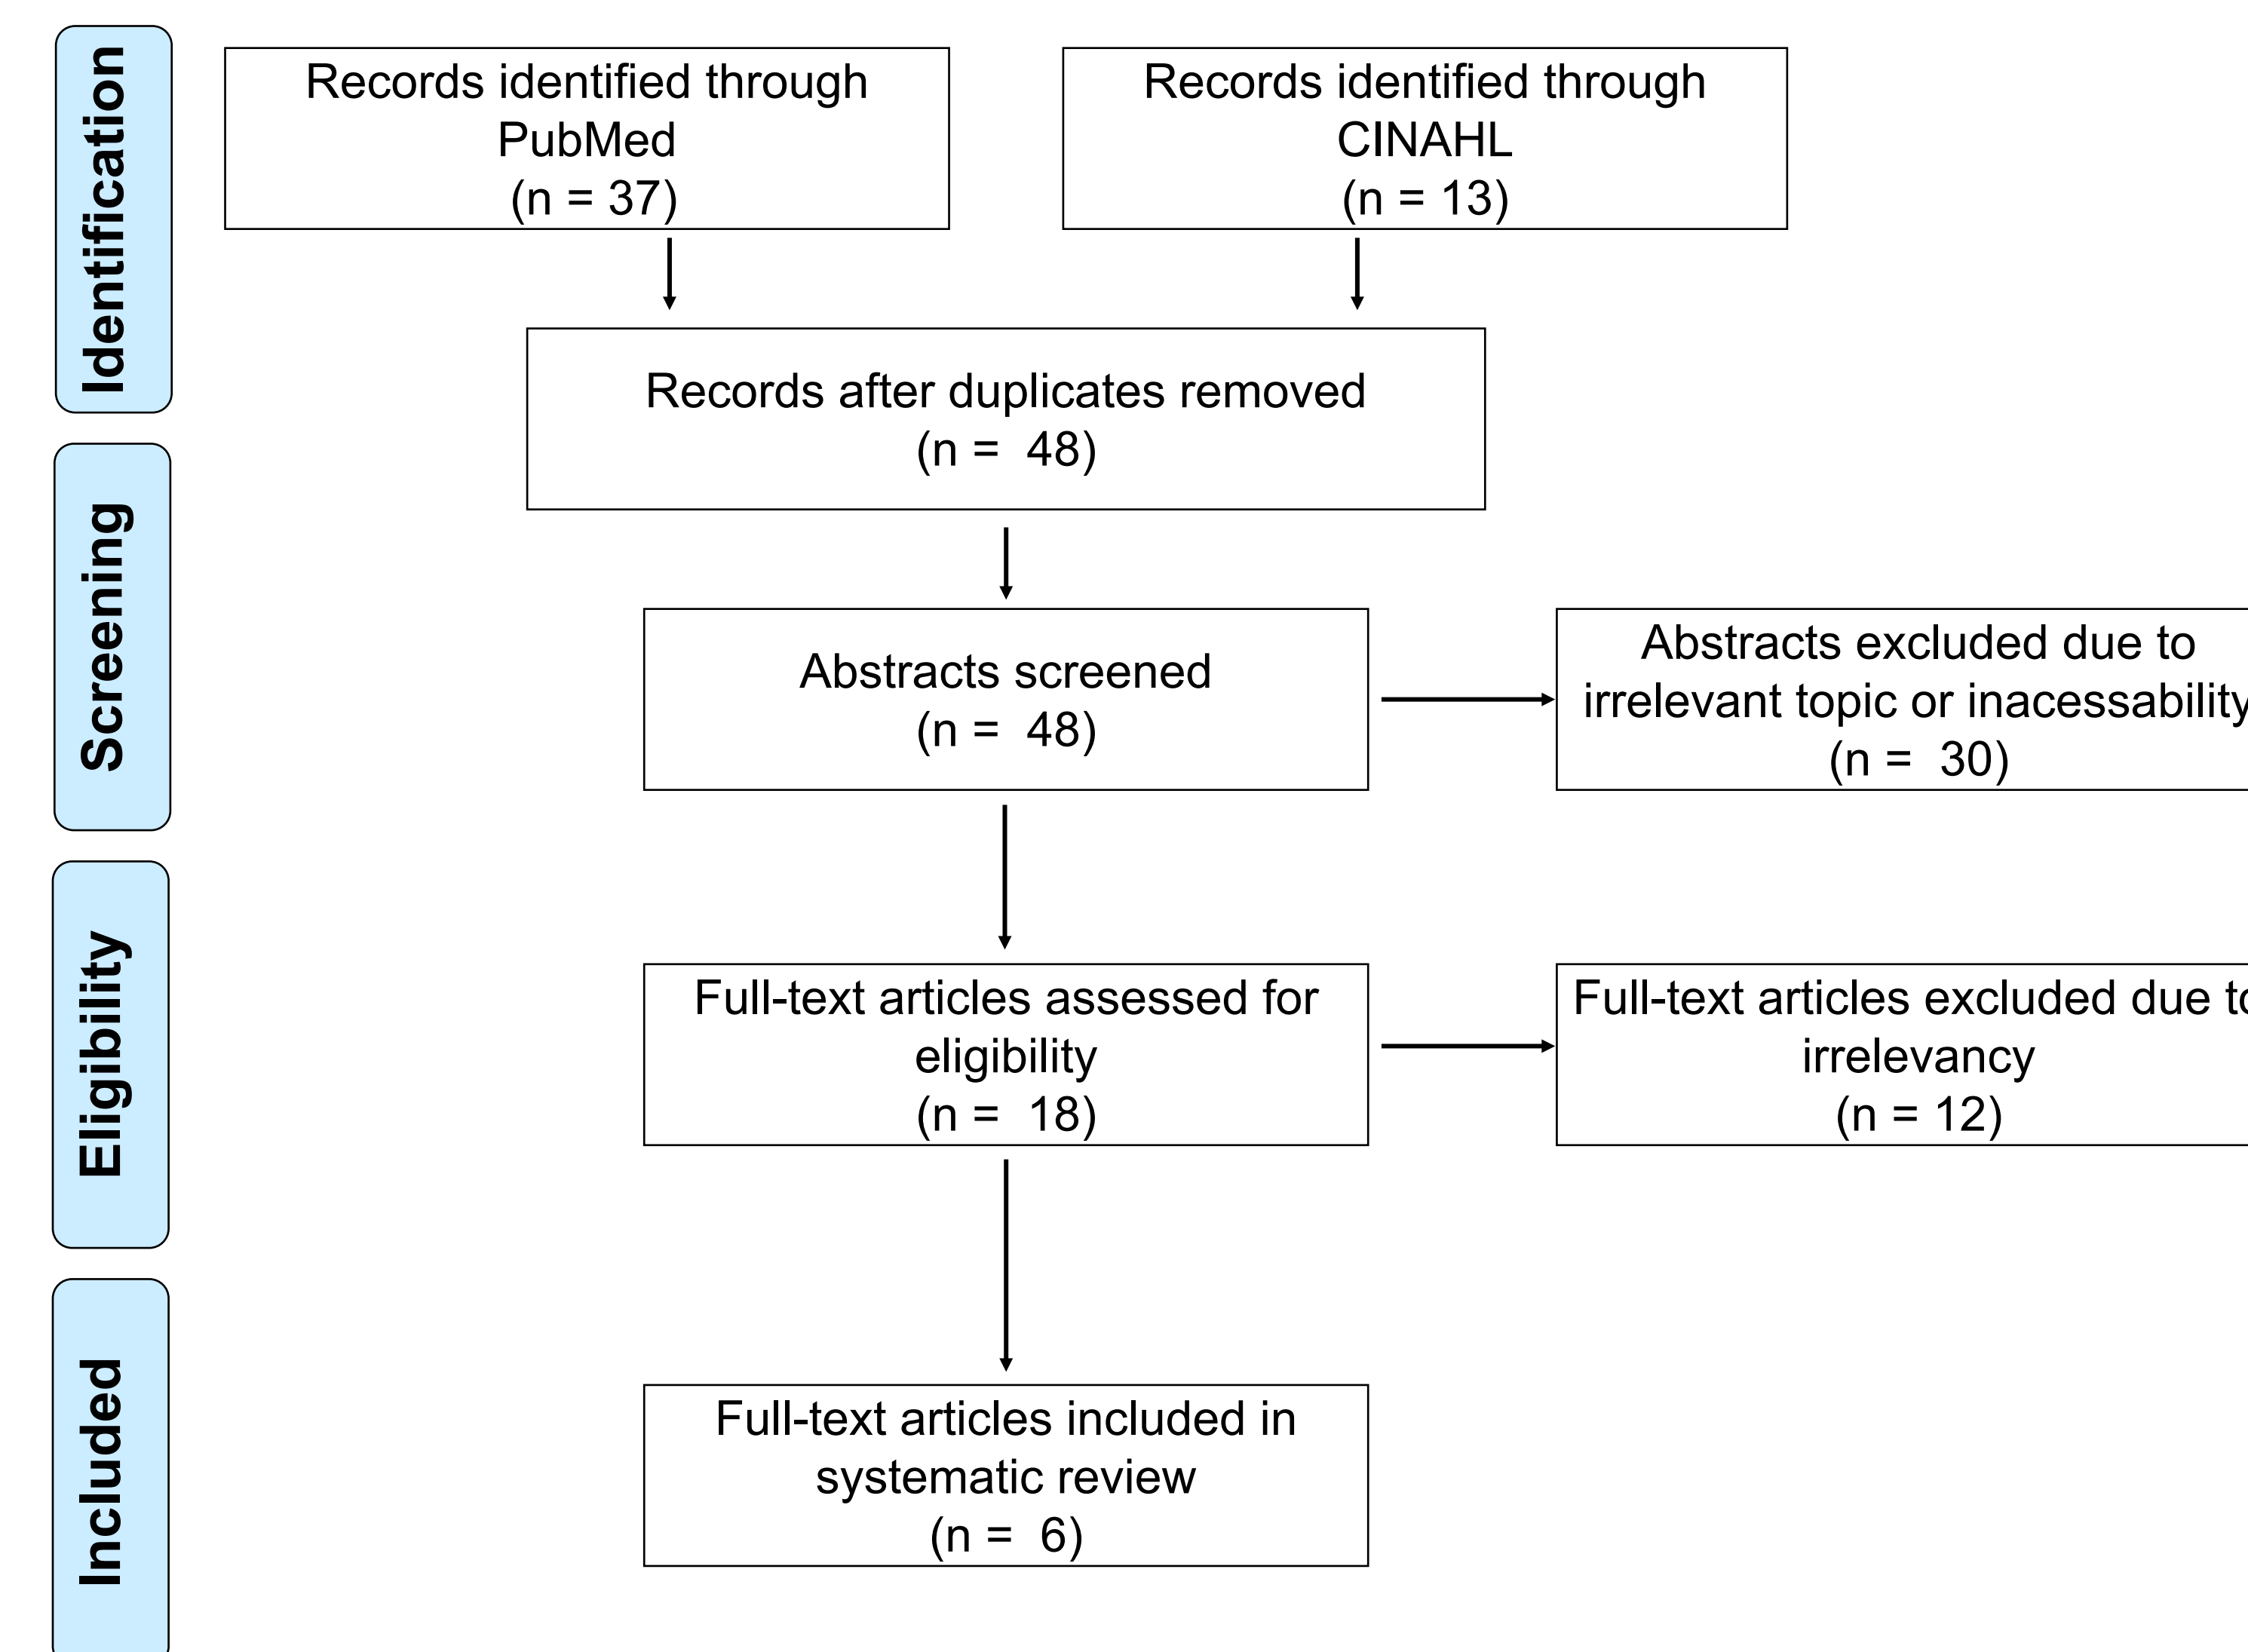 Identification
Records identified through
PubMed
(n = 37)
Records identified through
CINAHL
(n = 13)
Records after duplicates removed
(n =  48)
Screening
Abstracts screened
(n =  48)
Abstracts excluded due to
irrelevant topic or inacessability
(n =  30)
Eligibility
Full-text articles assessed for
eligibility
(n =  18)
Full-text articles excluded due to
irrelevancy
(n = 12)
Included
Full-text articles included in
systematic review
(n =  6)